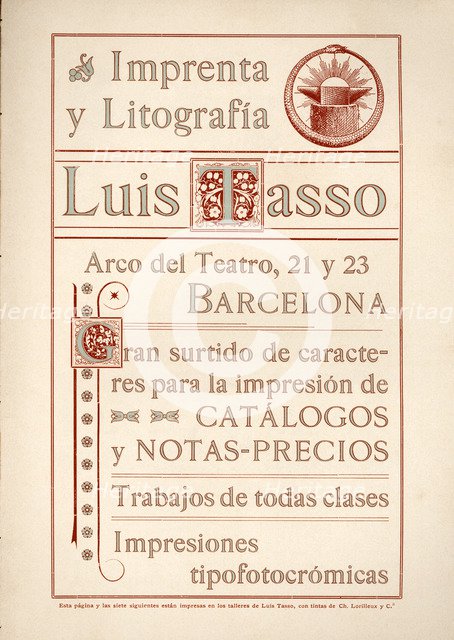 Imprenta
y Litografía
Luis Tasso
Arco del Teatro, 21 y 23
BARCELONA
Gran surtido de caracte-
res para la impresión de
CATÁLOGOS
y NOTAS-PRECIOS
Trabajos de todas clases
Impresiones
tipofotocrómicas
Esta página y las siete siguientes están impresas en los talleres de Luis Tasso, con tintas de Ch. Lorilleux y C.ª